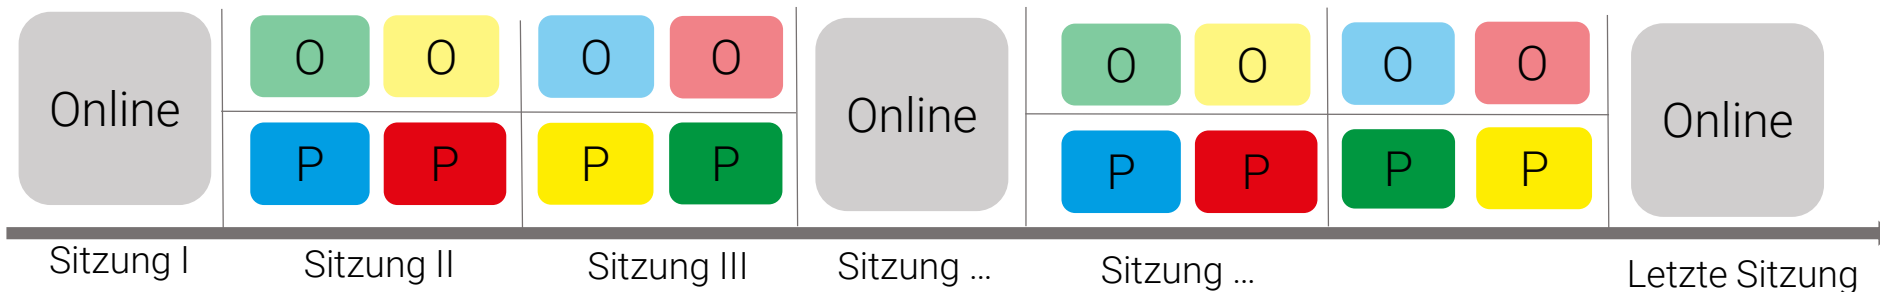 Online
O O O O
P P P P
Online
O O O O
P P P P
Online
Sitzung I
Sitzung II
Sitzung III
Sitzung ...
Sitzung ...
Letzte Sitzung